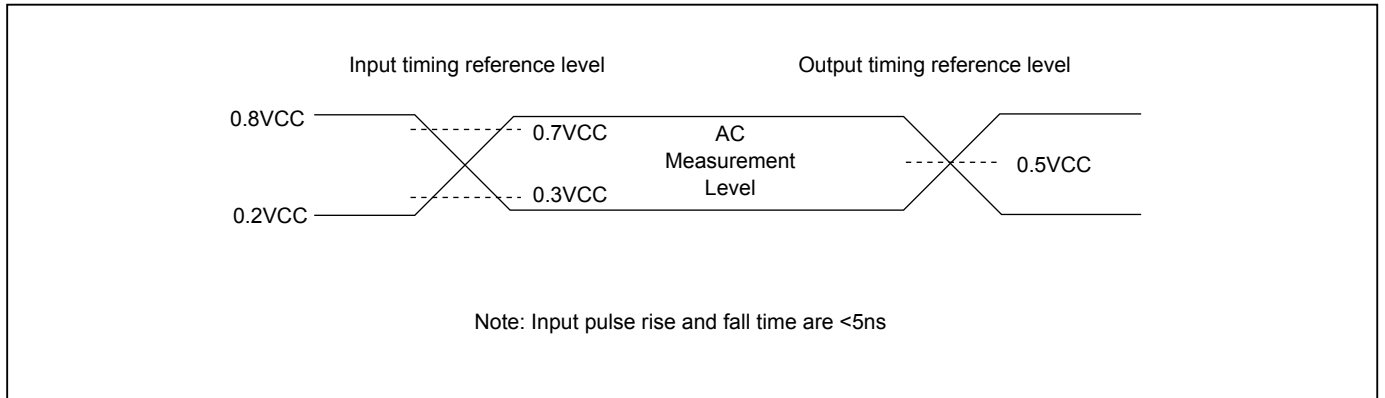 Input timing reference level
Output timing reference level
0.8VCC
0.7VCC
AC
Measurement
Level
0.5VCC
0.3VCC
0.2VCC
Note: Input pulse rise and fall time are <5ns